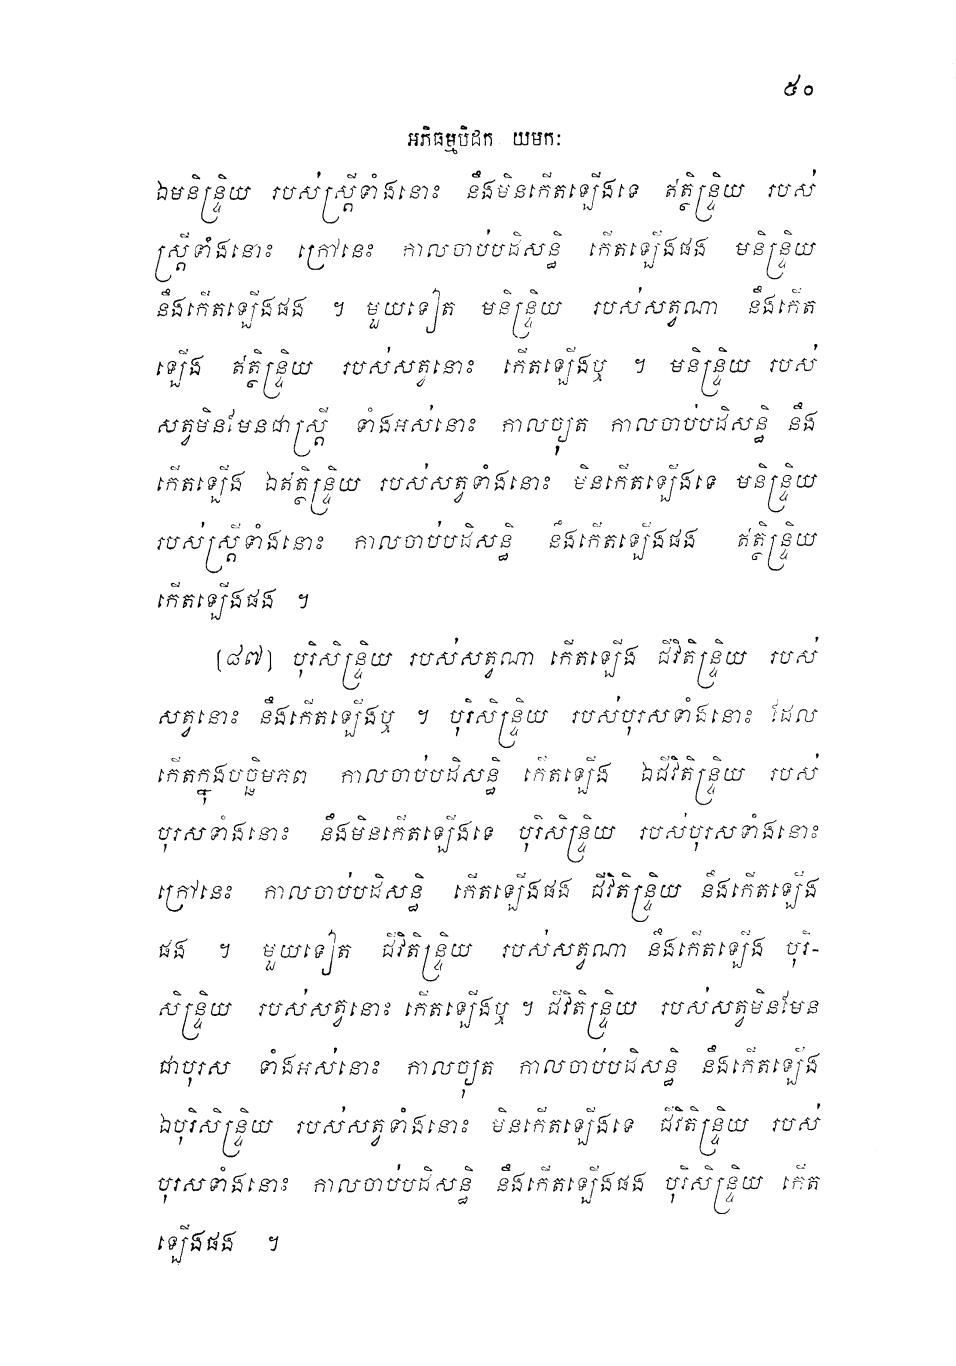 ៥០
អភិធម្មបិដក យមកៈ
ឯមនិន្ទ្រិយ របស់ស្ត្រីទាំងនោះ នឹងមិនកើតឡើងទេ ឥត្ថិន្ទ្រិយ របស់
ស្ត្រីទាំងនោះ ក្រៅនេះ កាលចាប់បដិសន្ធិ កើតឡើងផង មនិន្ទ្រិយ
នឹងកើតឡើងផង ។ មួយទៀត មនិន្ទ្រិយ របស់សត្វណា នឹងកើត
ឡើង ឥត្ថិន្ទ្រិយ របស់សត្វនោះ កើតឡើងឬ ។ មនិន្ទ្រិយ របស់
សត្វមិនមែនជាស្ត្រី ទាំងអស់នោះ កាលច្យុត កាលចាប់បដិសន្ធិ នឹង
កើតឡើង ឯឥត្ថិន្ទ្រិយ របស់សត្វទាំងនោះ មិនកើតឡើងទេ មនិន្ទ្រិយ
របស់ស្ត្រីទាំងនោះ កាលចាប់បដិសន្ធិ នឹងកើតឡើងផង ឥត្ថិន្ទ្រិយ
កើតឡើងផង ។
(៨៧) បុរិសិន្ទ្រិយ របស់សត្វណា កើតឡើង ជីវិតិន្ទ្រិយ របស់
សត្វនោះ នឹងកើតឡើងឬ ។ បុរិសិន្ទ្រិយ របស់បុរសទាំងនោះ ដែល
កើតក្នុងបច្ឆិមភព កាលចាប់បដិសន្ធិ កើតឡើង ឯជីវិតិន្ទ្រិយ របស់
បុរសទាំងនោះ នឹងមិនកើតឡើងទេ បុរិសិន្ទ្រិយ របស់បុរសទាំងនោះ
ក្រៅនេះ កាលចាប់បដិសន្ធិ កើតឡើងផង ជីវិតិន្ទ្រិយ នឹងកើតឡើង
ផង ។ មួយទៀត ជីវិតិន្ទ្រិយ របស់សត្វណា នឹងកើតឡើង បុរិ-
សិន្ទ្រិយ របស់សត្វនោះ កើតឡើងឬ ។ ជីវិតិន្ទ្រិយ របស់សត្វមិនមែន
ជាបុរស ទាំងអស់នោះ កាលច្យុត កាលចាប់បដិសន្ធិ នឹងកើតឡើង
ឯបុរិសិន្ទ្រិយ របស់សត្វទាំងនោះ មិនកើតឡើងទេ ជីវិតិន្ទ្រិយ របស់
បុរសទាំងនោះ កាលចាប់បដិសន្ធិ នឹងកើតឡើងផង បុរិសិន្ទ្រិយ កើត
ឡើងផង ។